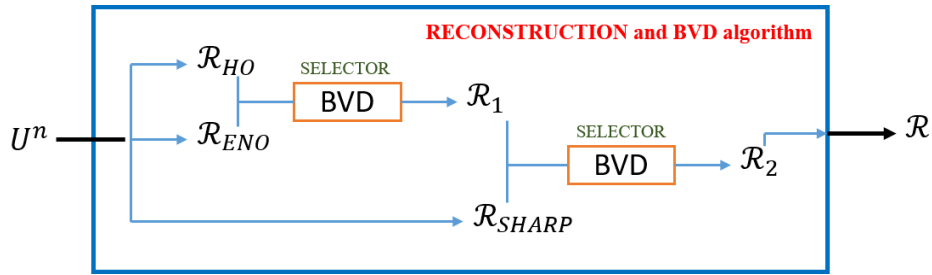 RECONSTRUCTION and BVD algorithm
ℛ_HO
SELECTOR
BVD
ℛ_1
U^n
ℛ_ENO
SELECTOR
BVD
ℛ_2
ℛ
ℛ_SHARP